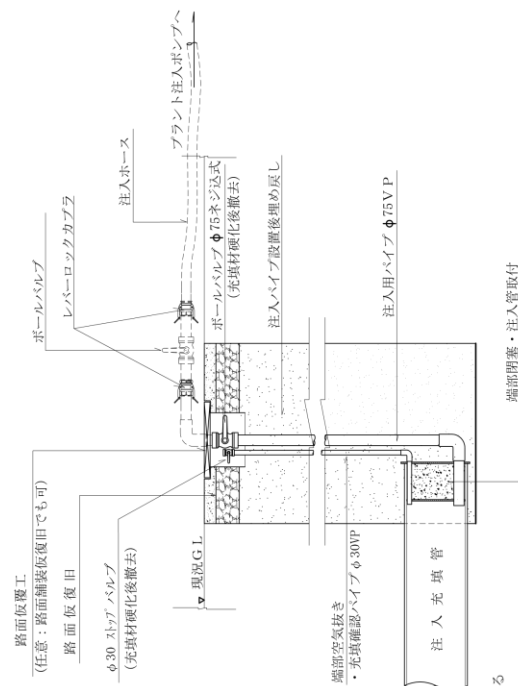 路面仮覆工
(任意：路面舗装仮復旧でも可)
路面仮復旧
φ30 ｽﾄｯﾌﾟバルブ
(充填材硬化後撤去)
現況GL
端部空気抜き
・充填確認パイプφ30VP
注入充填管
ボールバルブ
レバーロックカプラ
注入ホース
プラント注入ポンプへ
ボールバルブ φ75ネジ込式
(充填材硬化後撤去)
注入パイプ設置後埋め戻し
注入用パイプ φ75VP
端部閉塞・注入管取付
る